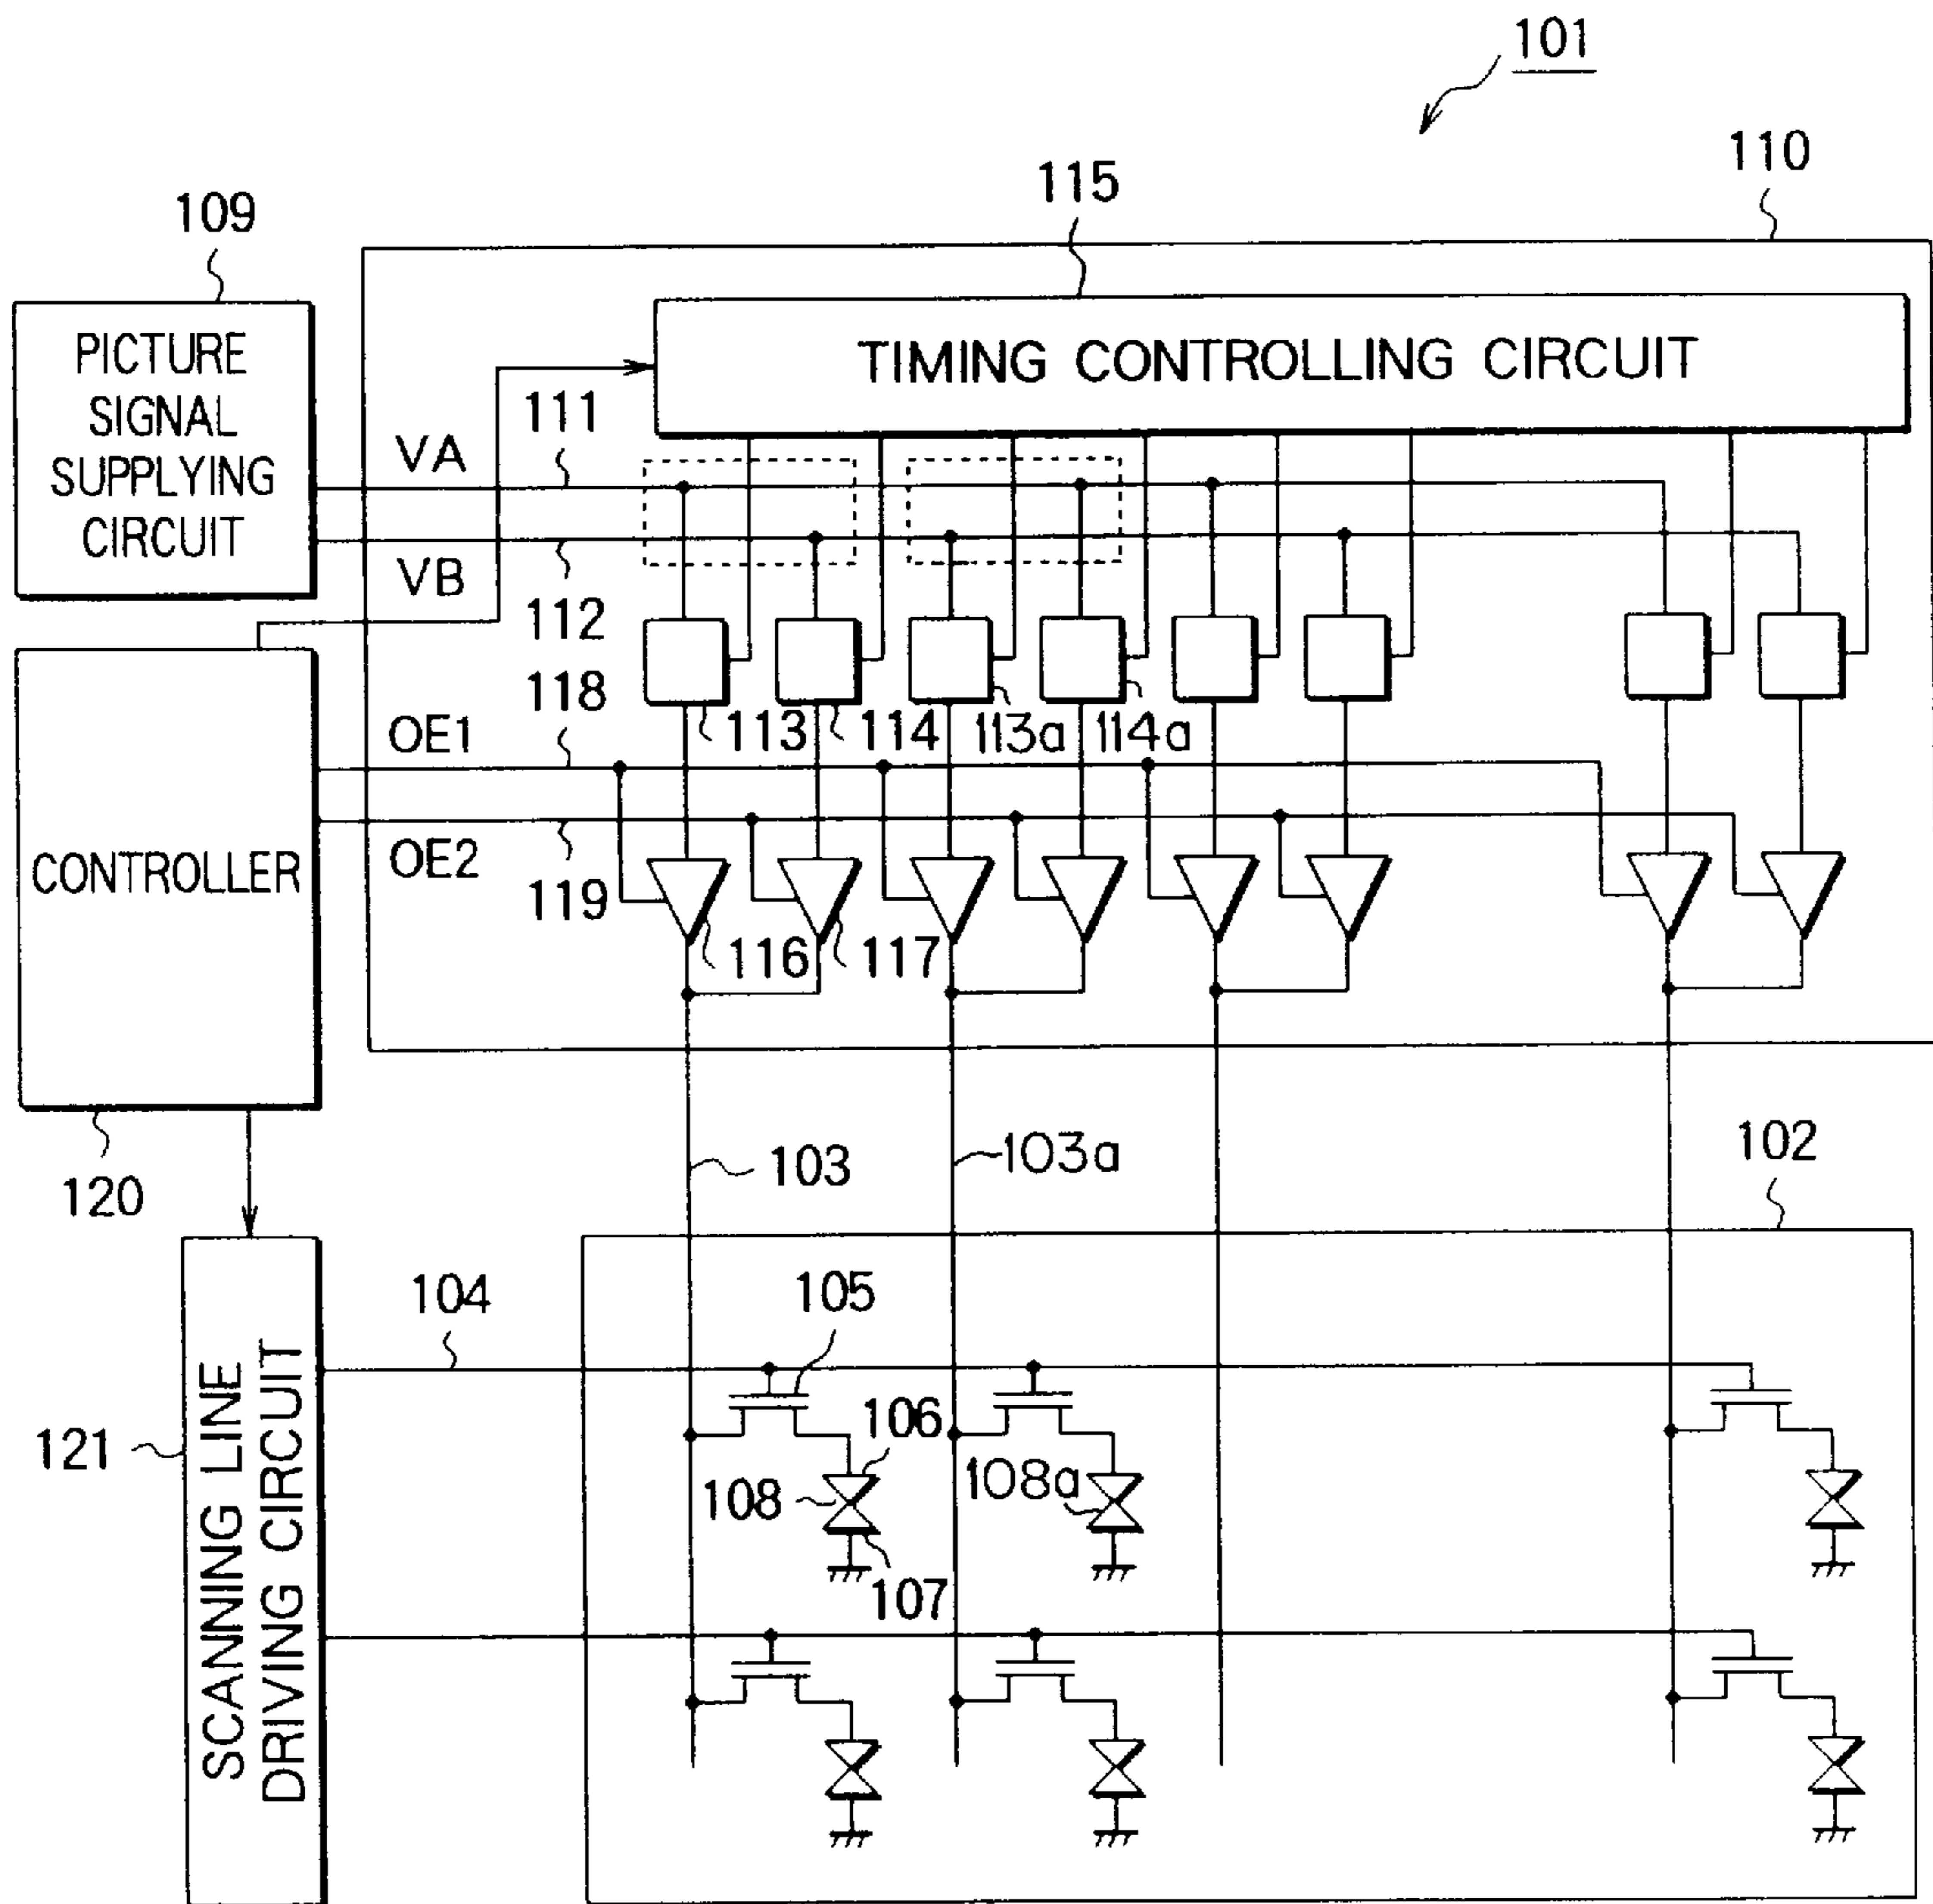 101
110
115
109
PICTURE
SIGNAL
SUPPLYING
CIRCUIT
TIMING CONTROLLING CIRCUIT
111
VA
VB
112
118
113
114
113a
114a
OE1
OE2
CONTROLLER
119
116
117
103
103a
102
120
104
105
121
SCANNING LINE
DRIVING CIRCUIT
106
108
108a
107